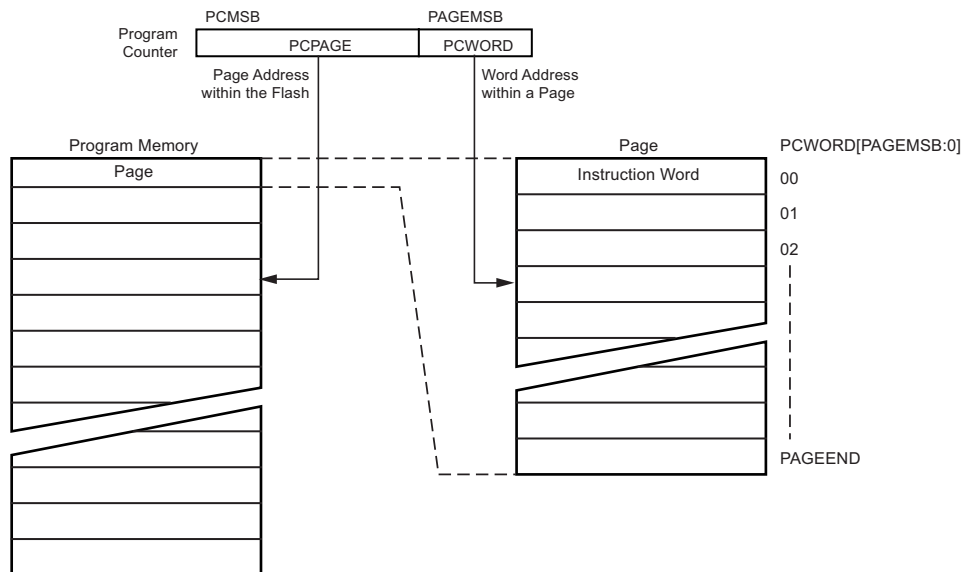 PCMSB
PAGEMSB
Program
Counter
PCPAGE
PCWORD
Page Address
within the Flash
Word Address
within a Page
Program Memory
Page
Page
Instruction Word
PCWORD[PAGEMSB:0]
00
01
02
PAGEEND